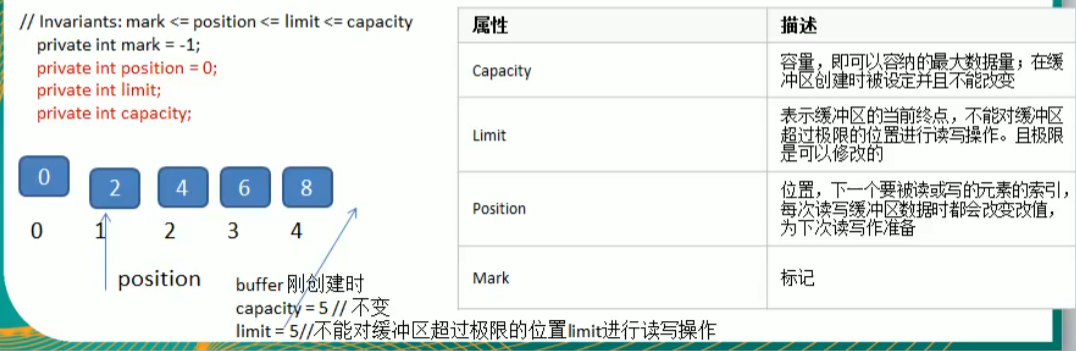 // Invariants: mark <= position <= limit <= capacity
private int mark = -1;
private int position = 0;
private int limit;
private int capacity;
0 2 4 6 8
0 1 2 3 4
position
buffer 刚创建时
capacity = 5 // 不变
limit = 5//不能对缓冲区超过极限的位置limit进行读写操作
属性 描述
Capacity
容量，即可以容纳的最大数据量；在缓
冲区创建时被设定并且不能改变
Limit
表示缓冲区的当前终点，不能对缓冲区
超过极限的位置进行读写操作。且极限
是可以修改的
Position
位置，下一个要被读或写的元素的索引，
每次读写缓冲区数据时都会改变改值，
为下次读写作准备
Mark 标记